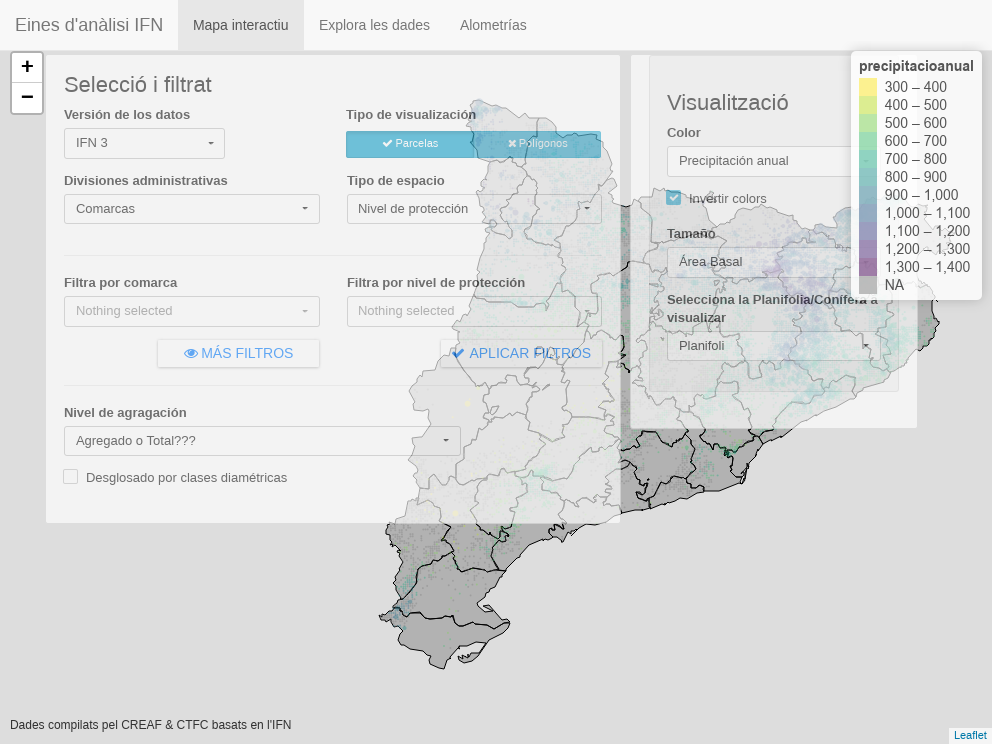 Eines d'anàlisi IFN
Mapa interactiu
Explora les dades
Alometrías
+
−
Selecció i filtrat
Versión de los datos
IFN 3
Tipo de visualización
Parcelas
Polígonos
Divisiones administrativas
Comarcas
Tipo de espacio
Nivel de protección
Filtra por comarca
Nothing selected
Filtra por nivel de protección
Nothing selected
MÁS FILTROS
APLICAR FILTROS
Nivel de agragación
Agregado o Total???
Desglosado por clases diamétricas
Visualització
Color
Precipitación anual
Invertir colors
Tamaño
Área Basal
Selecciona la Planifolia/Conífera a
visualizar
Planifoli
precipitacioanual
300 – 400
400 – 500
500 – 600
600 – 700
700 – 800
800 – 900
900 – 1,000
1,000 – 1,100
1,100 – 1,200
1,200 – 1,300
1,300 – 1,400
NA
Dades compilats pel CREAF & CTFC basats en l'IFN
Leaflet